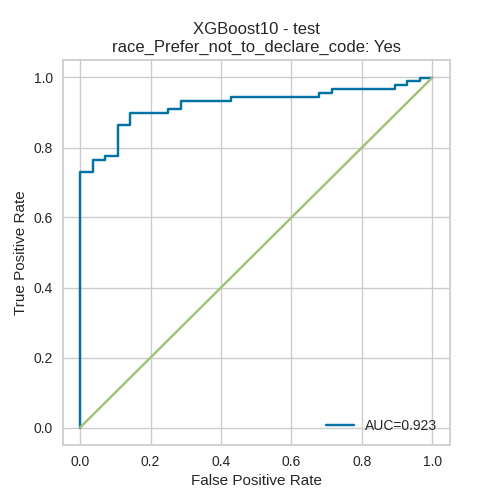 XGBoost10 - test
race_Prefer_not_to_declare_code: Yes
1.0
0.8
0.6
0.4
0.2
0.0
True Positive Rate
AUC=0.923
0.0 0.2 0.4 0.6 0.8 1.0
False Positive Rate